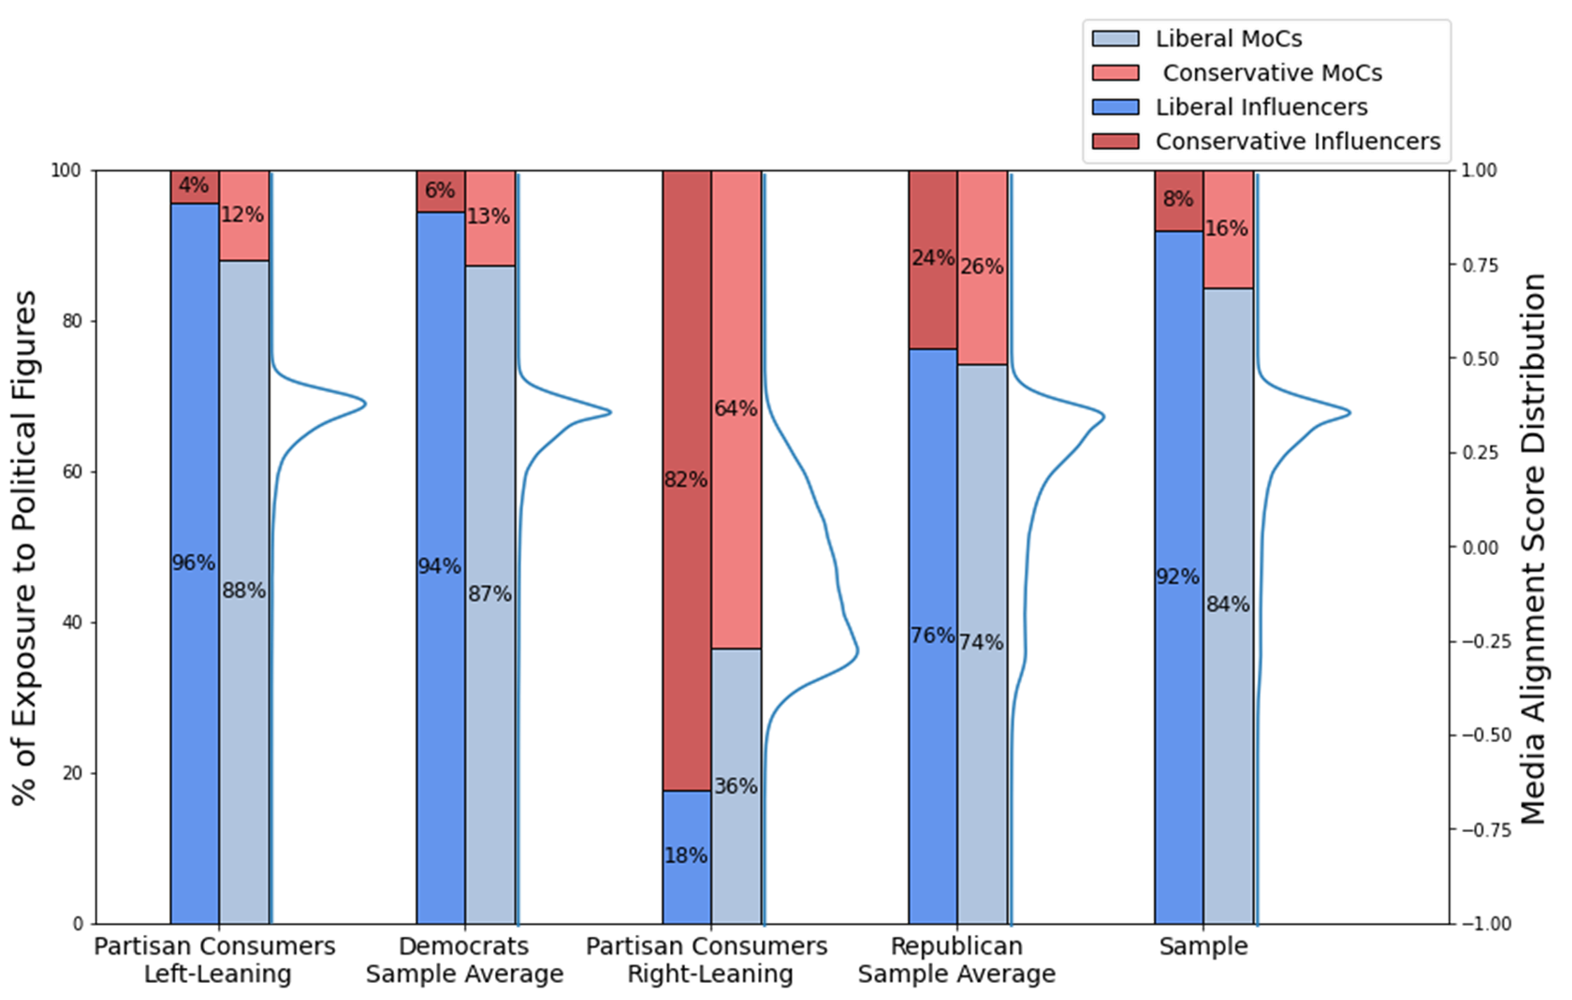 Liberal MoCs
Conservative MoCs
Liberal Influencers
Conservative Influencers
% of Exposure to Political Figures
100
80
60
40
20
0
4%
12%
96%
88%
6%
13%
94%
87%
82%
64%
18%
36%
24%
26%
76%
74%
8%
16%
92%
84%
1.00
0.75
0.50
0.25
0.00
−0.25
−0.50
−0.75
−1.00
Media Alignment Score Distribution
Partisan Consumers
Left-Leaning
Democrats
Sample Average
Partisan Consumers
Right-Leaning
Republican
Sample Average
Sample